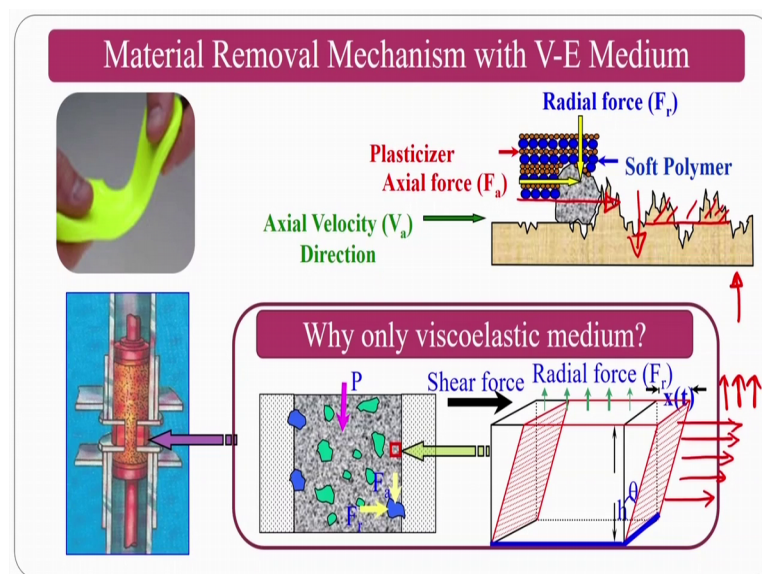 Material Removal Mechanism with V-E Medium
Radial force (Fr)
Plasticizer
Soft Polymer
Axial force (Fa)
Axial Velocity (Va)
Direction
Why only viscoelastic medium?
P
Shear force
Radial force (Fr)
x(t)
θ
h
Fa
Fr